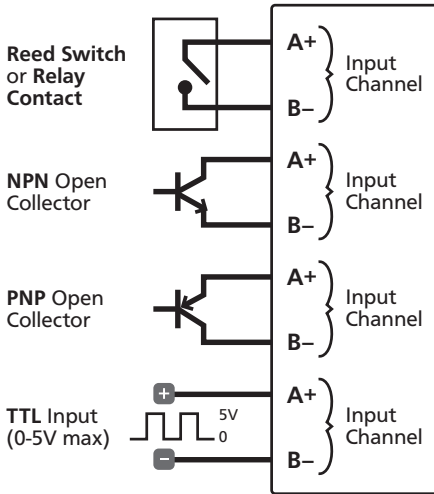 Reed Switch
or Relay
Contact
A+
B–
Input
Channel
NPN Open
Collector
A+
B–
Input
Channel
PNP Open
Collector
A+
B–
Input
Channel
TTL Input
(0-5V max)
+
5V
0
–
A+
B–
Input
Channel